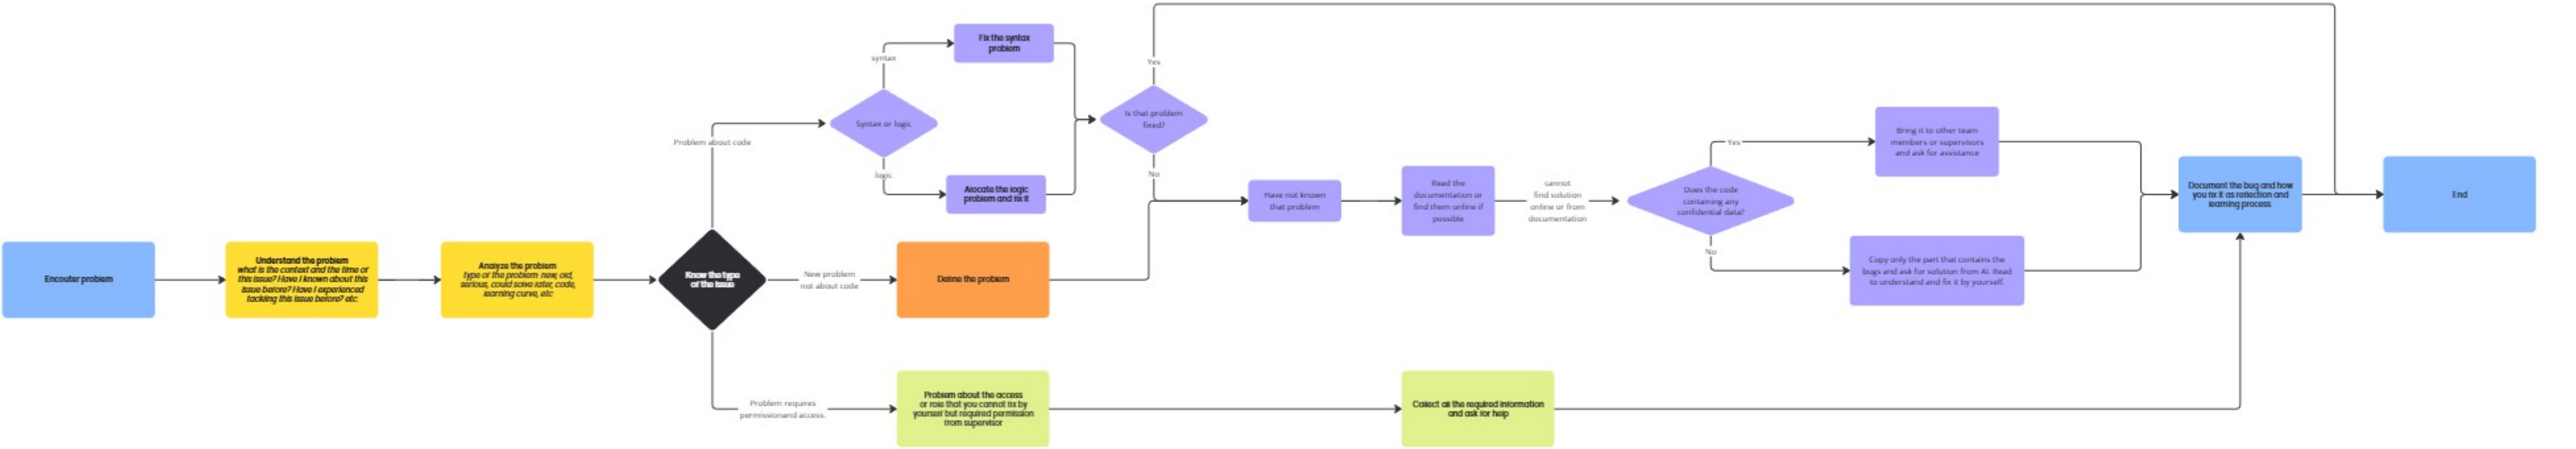 Encouter problem
Understand the problem
what is the context and the time of
this issue? Have I known about this
issue before? Have I experienced
tackling this issue before? etc
Analyze the problem
type of the problem: new, old,
serious, could solve later, code,
learning curve, etc
Know the type
of the issue
Problem about code
Syntax or logic
syntax
Fix the syntax
problem
logic
Alocate the logic
problem and fix it
Is that problem
fixed?
Yes
No
New problem
not about code
Define the problem
Have not known
that problem
Read the
documentation or
find them online if
possible
cannot
find solution
online or from
documentation
Does the code
containing any
confidential data?
Yes
Bring it to other team
members or supervisors
and ask for assistance
No
Copy only the part that contains the
bugs and ask for solution from AI. Read
to understand and fix it by yourself.
Problem requires
permissionand access.
Problem about the access
or role that you cannot fix by
yourself but required permission
from supervisor
Collect all the required information
and ask for help
Document the bug and how
you fix it as reflection and
learning process
End